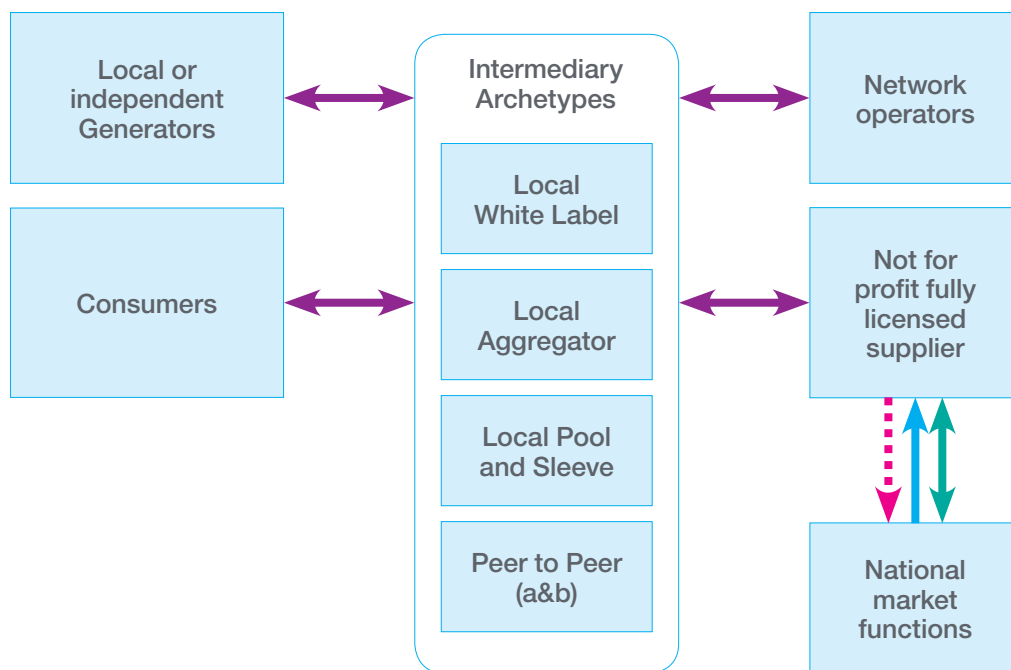 Local or
independent
Generators
Consumers
Intermediary
Archetypes
Local
White Label
Local
Aggregator
Local Pool
and Sleeve
Peer to Peer
(a&b)
Network
operators
Not for
profit fully
licensed
supplier
National
market
functions